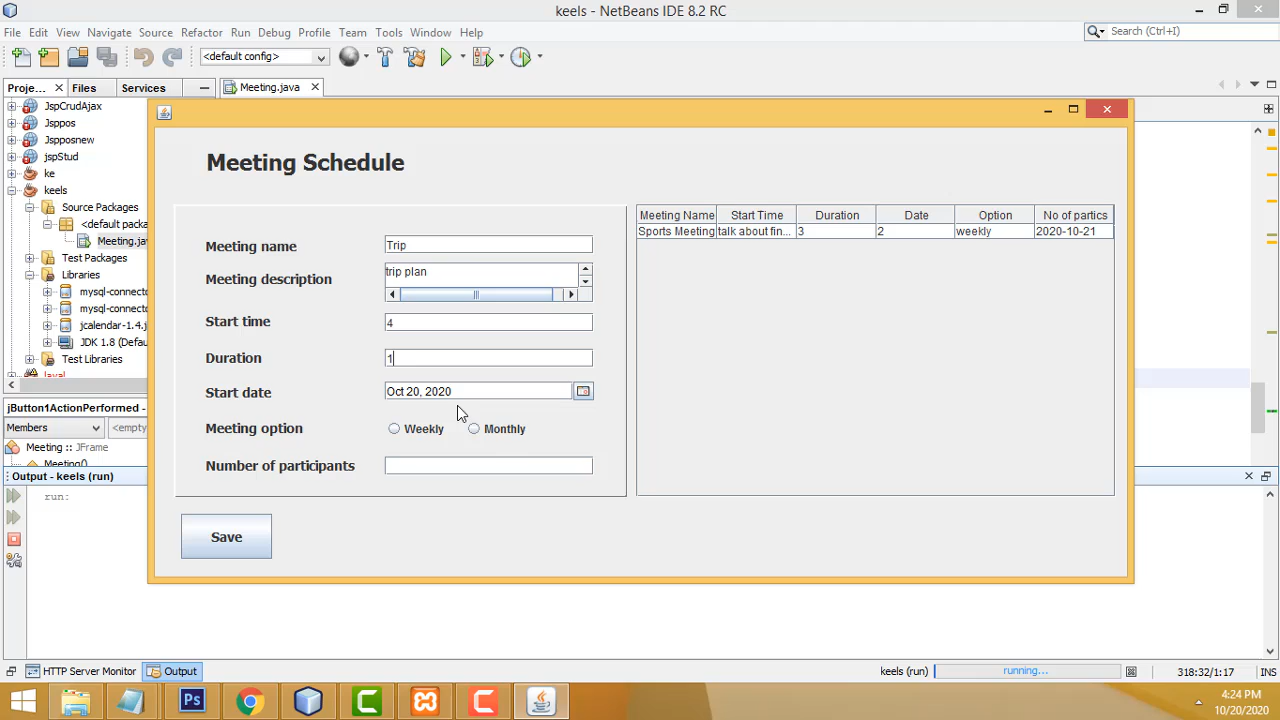 keels - NetBeans IDE 8.2 RC
File Edit View Navigate Source Refactor Run Debug Profile Team Tools Window Help
Search (Ctrl+I)
<default config>
Proje... Files Services Meeting.java
JspCrudAjax
Jsppos
Jspposnew
jspStud
ke
keels
Source Packages
<default packa
Meeting.jav
Test Packages
Libraries
mysql-connecto
mysql-connecto
jcalendar-1.4.j
JDK 1.8 (Defau
Test Libraries
laval
jButton1ActionPerformed -
Members <empty>
Meeting :: JFrame
Meeting()
Output - keels (run)
run:
Meeting Schedule
Meeting name Trip
Meeting description trip plan
Start time 4
Duration 1
Start date Oct 20, 2020
Meeting option Weekly Monthly
Number of participants
Save
Meeting Name Start Time Duration Date Option No of partics
Sports Meeting talk about fin... 3 2 weekly 2020-10-21
HTTP Server Monitor Output
keels (run) running... 318:32/1:17 INS
Ps
4:24 PM
10/20/2020